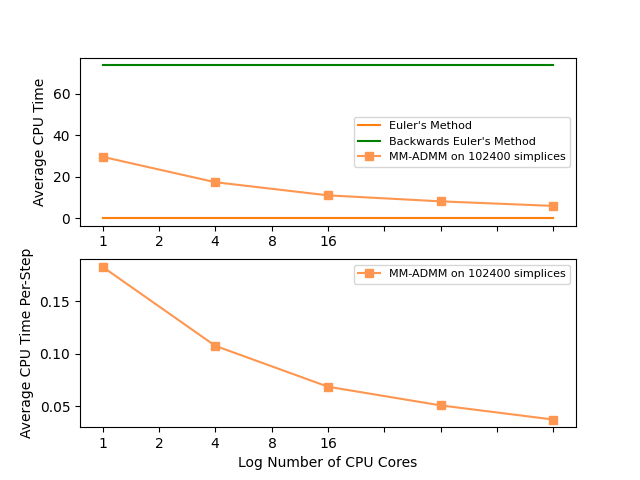 60
40
20
0
Average CPU Time
Euler's Method
Backwards Euler's Method
MM-ADMM on 102400 simplices
1 2 4 8 16
0.15
0.10
0.05
Average CPU Time Per-Step
MM-ADMM on 102400 simplices
1 2 4 8 16
Log Number of CPU Cores